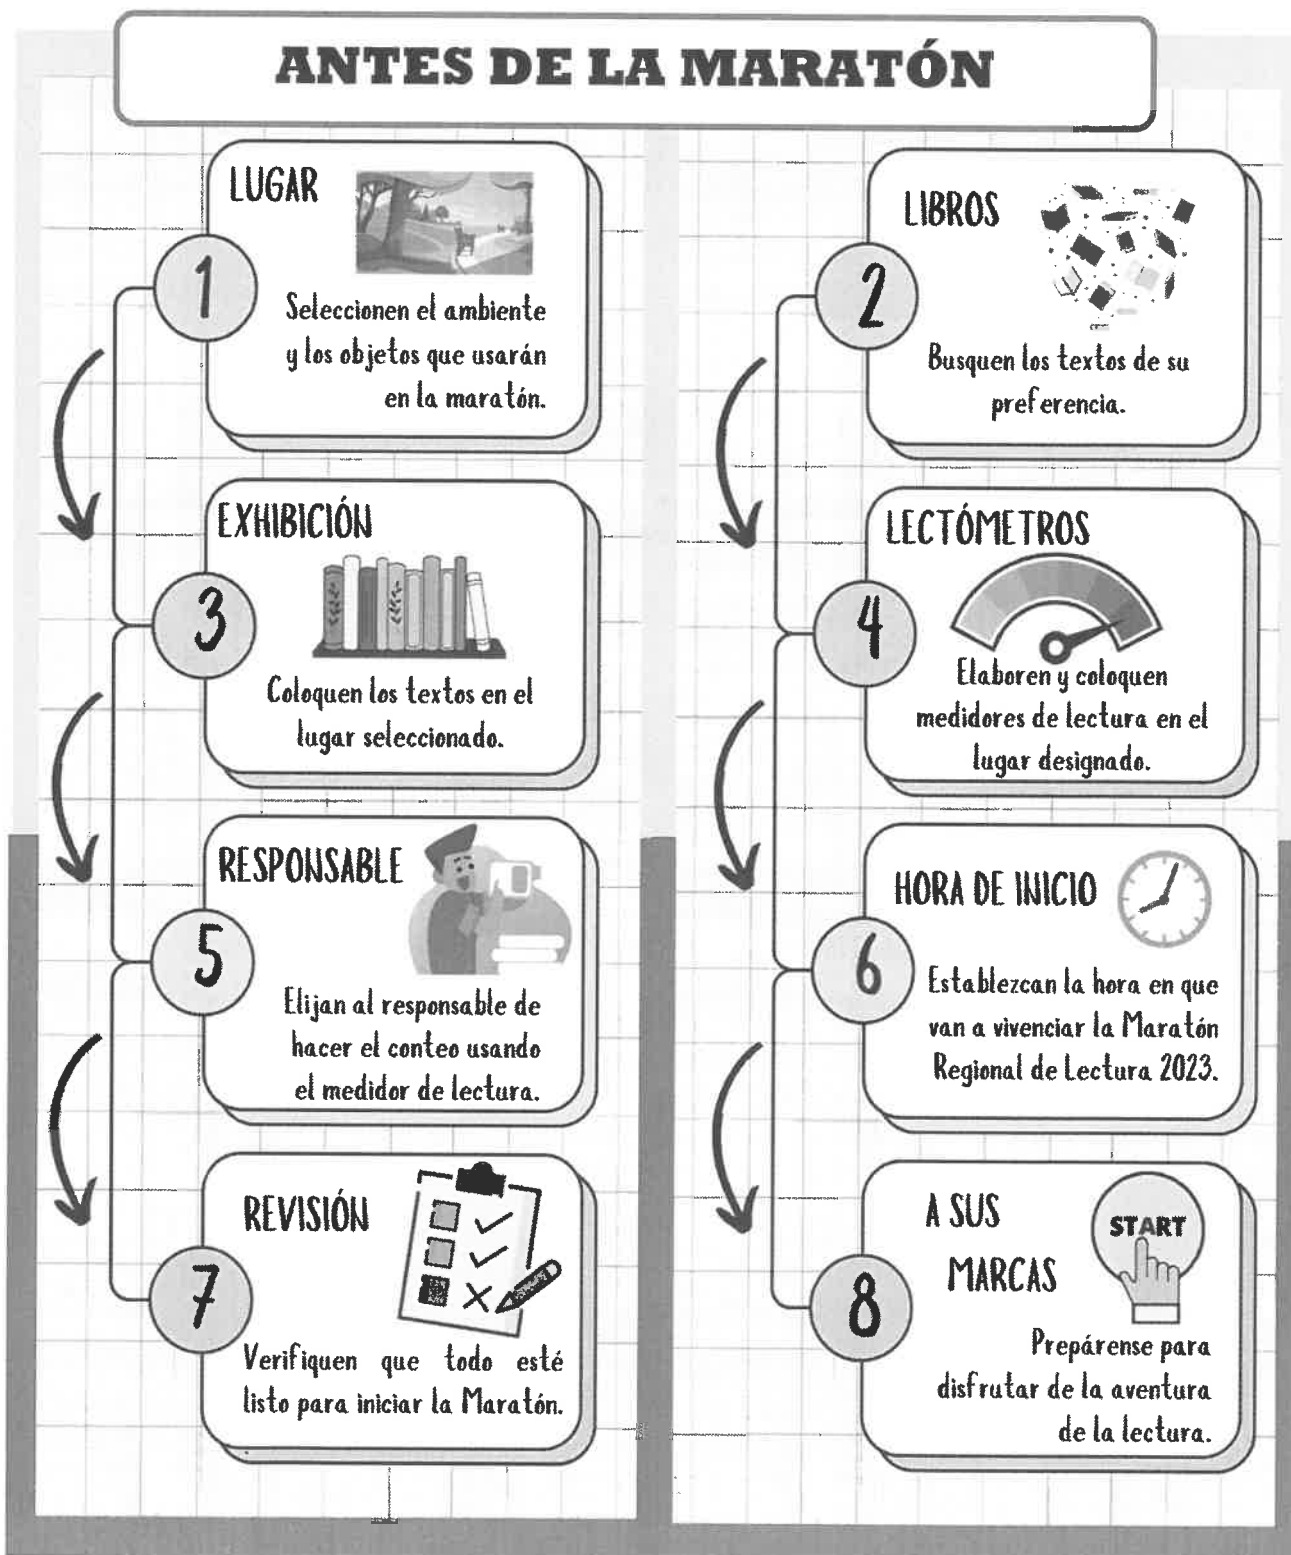 ANTES DE LA MARATÓN
1
LUGAR
Seleccionen el ambiente
y los objetos que usarán
en la maratón.
2
LIBROS
Busquen los textos de su
preferencia.
3
EXHIBICIÓN
Coloquen los textos en el
lugar seleccionado.
4
LECTÓMETROS
Elaboren y coloquen
medidores de lectura en el
lugar designado.
5
RESPONSABLE
Elijan al responsable de
hacer el conteo usando
el medidor de lectura.
6
HORA DE INICIO
Establezcan la hora en que
van a vivenciar la Maratón
Regional de Lectura 2023.
7
REVISIÓN
Verifiquen que todo esté
listo para iniciar la Maratón.
8
A SUS
MARCAS
START
Prepárense para
disfrutar de la aventura
de la lectura.